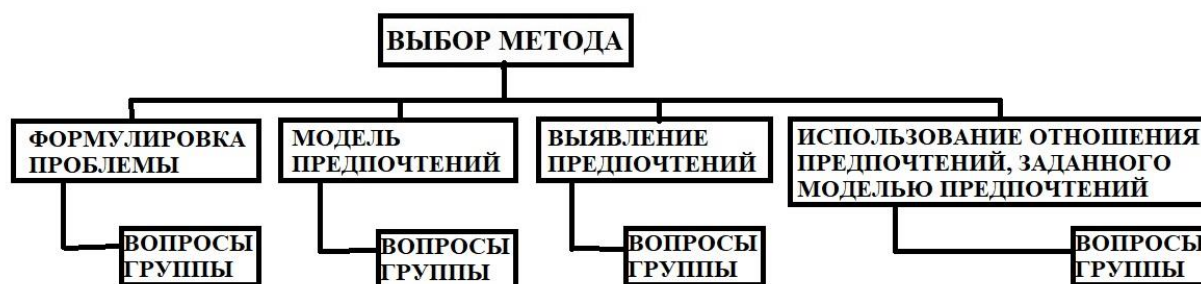 ВЫБОР МЕТОДА
ФОРМУЛИРОВКА
ПРОБЛЕМЫ
МОДЕЛЬ
ПРЕДПОЧТЕНИЙ
ВЫЯВЛЕНИЕ
ПРЕДПОЧТЕНИЙ
ИСПОЛЬЗОВАНИЕ ОТНОШЕНИЯ
ПРЕДПОЧТЕНИЙ, ЗАДАННОГО
МОДЕЛЬЮ ПРЕДПОЧТЕНИЙ
ВОПРОСЫ
ГРУППЫ
ВОПРОСЫ
ГРУППЫ
ВОПРОСЫ
ГРУППЫ
ВОПРОСЫ
ГРУППЫ